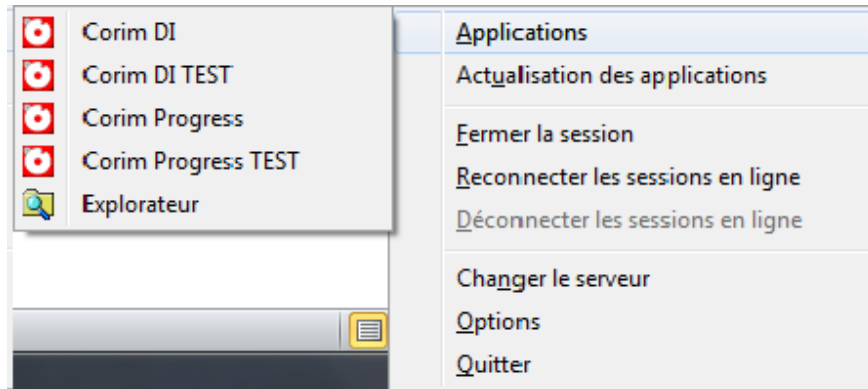 Corim DI
Corim DI TEST
Corim Progress
Corim Progress TEST
Explorateur
Applications
Actualisation des applications
Fermer la session
Reconnecter les sessions en ligne
Déconnecter les sessions en ligne
Changer le serveur
Options
Quitter